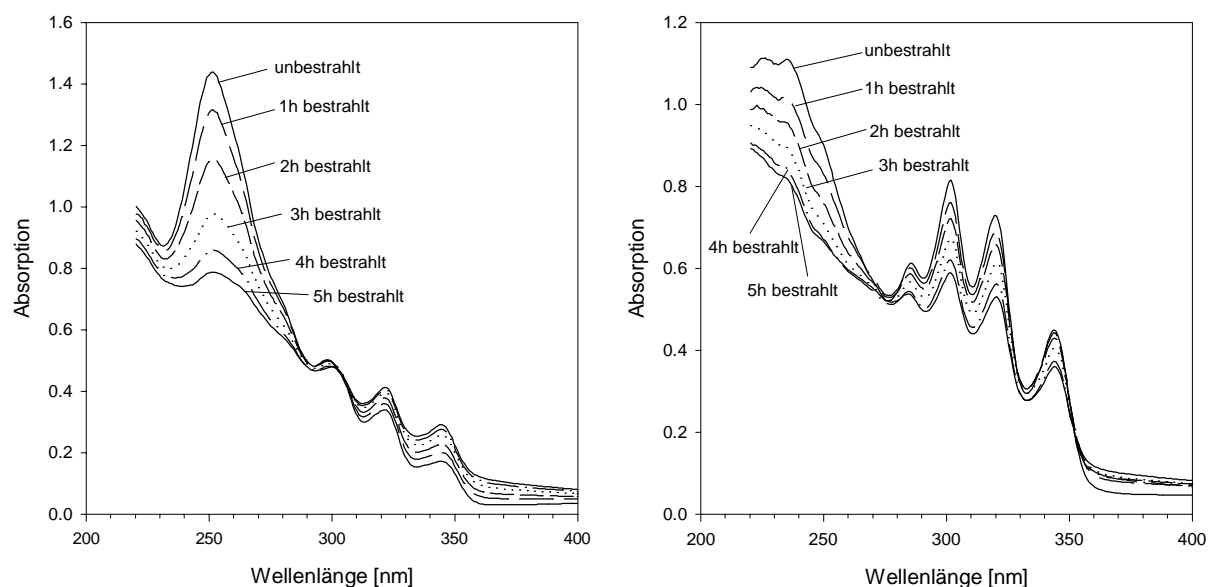 1.6
1.4
1.2
1.0
0.8
0.6
0.4
0.2
0.0
Absorption
unbestrahlt
1h bestrahlt
2h bestrahlt
3h bestrahlt
4h bestrahlt
5h bestrahlt
200 250 300 350 400
Wellenlänge [nm]
1.2
1.0
0.8
0.6
0.4
0.2
0.0
Absorption
unbestrahlt
1h bestrahlt
2h bestrahlt
3h bestrahlt
4h bestrahlt
5h bestrahlt
200 250 300 350 400
Wellenlänge [nm]